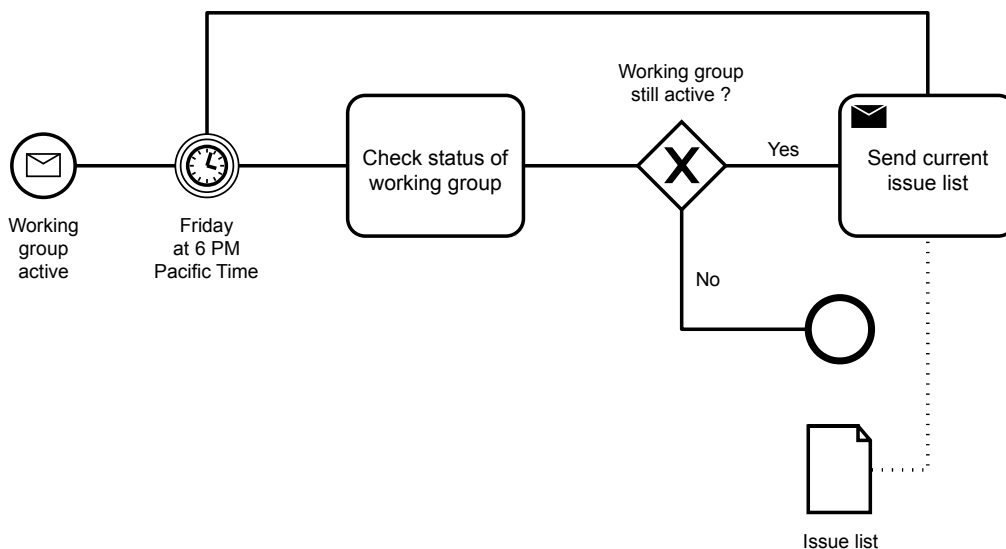 Working group
still active ?
Check status of
working group
Yes
Send current
issue list
Working
group
active
Friday
at 6 PM
Pacific Time
No
Issue list